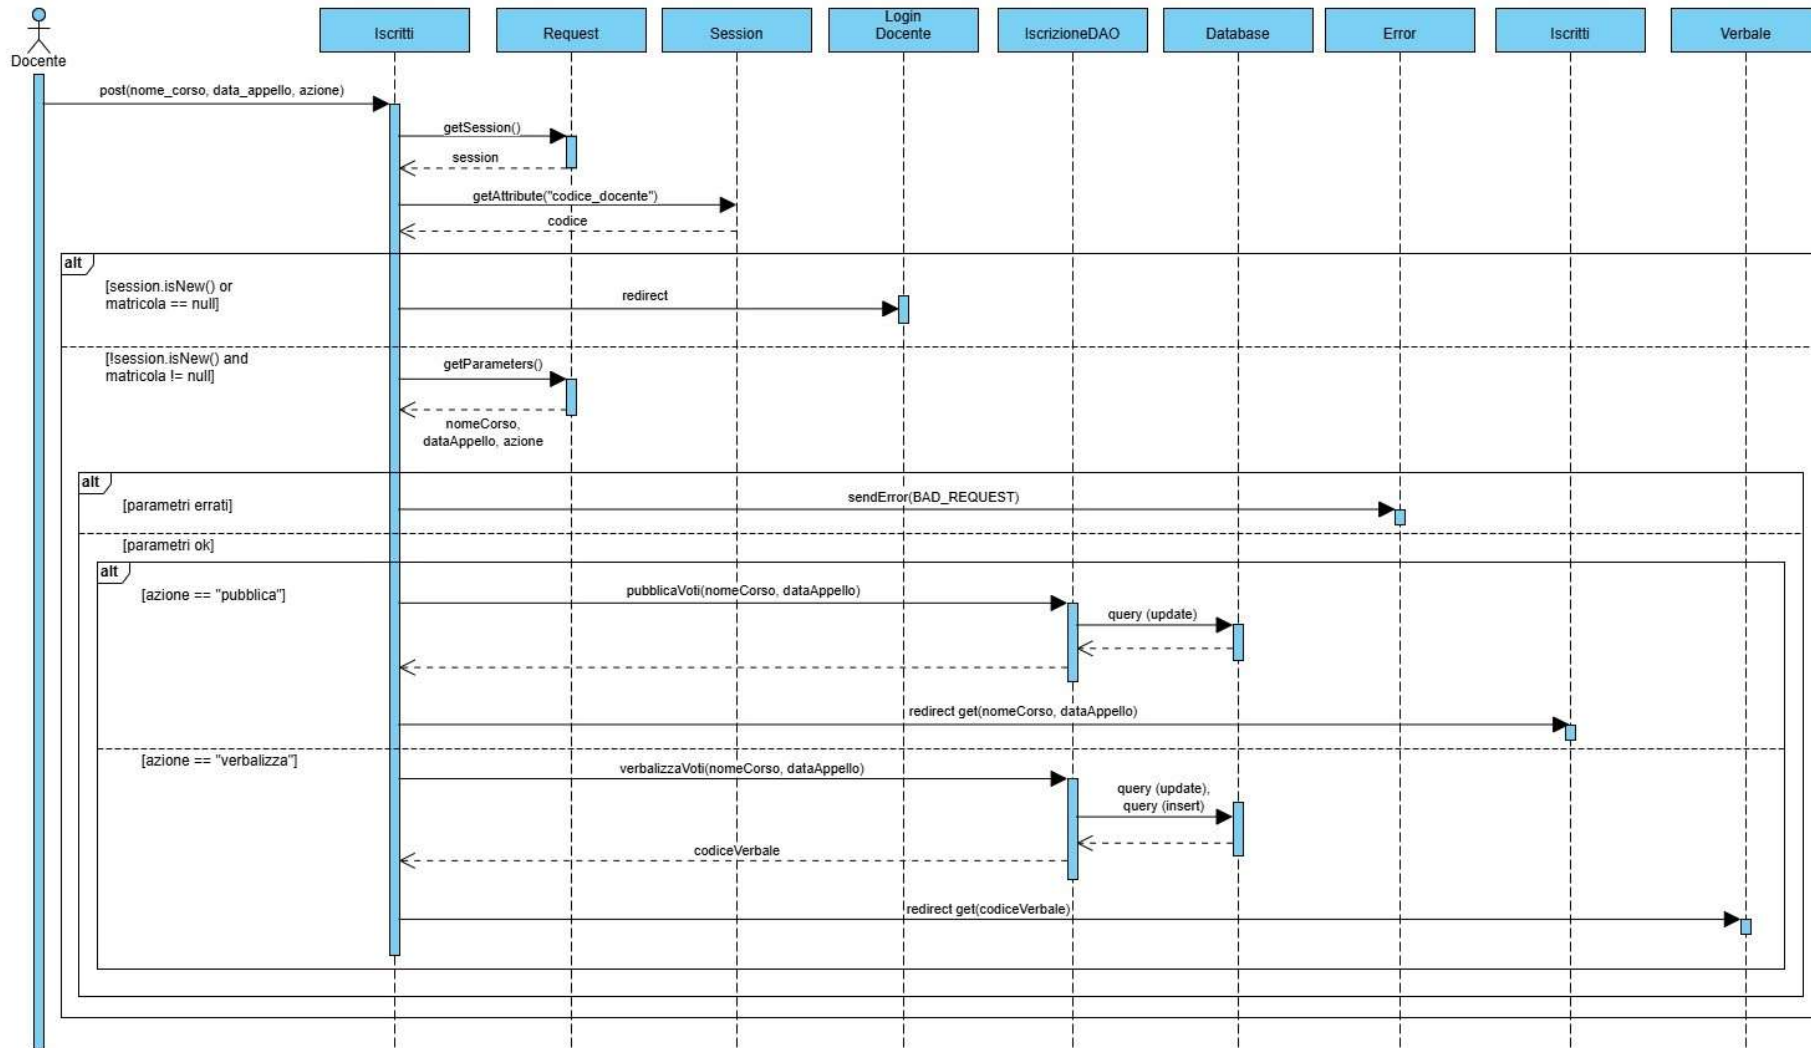 Docente
Iscritti
Request
Session
Login
Docente
IscrizioneDAO
Database
Error
Iscritti
Verbale
post(nome_corso, data_appello, azione)
getSession()
session
getAttribute("codice_docente")
codice
alt
[session.isNew() or
matricola == null]
redirect
[!session.isNew() and
matricola != null]
getParameters()
nomeCorso,
dataAppello, azione
alt
[parametri errati]
sendError(BAD_REQUEST)
[parametri ok]
alt
[azione == "pubblica"]
pubblicaVoti(nomeCorso, dataAppello)
query (update)
redirect get(nomeCorso, dataAppello)
[azione == "verbalizza"]
verbalizzaVoti(nomeCorso, dataAppello)
query (update),
query (insert)
codiceVerbale
redirect get(codiceVerbale)